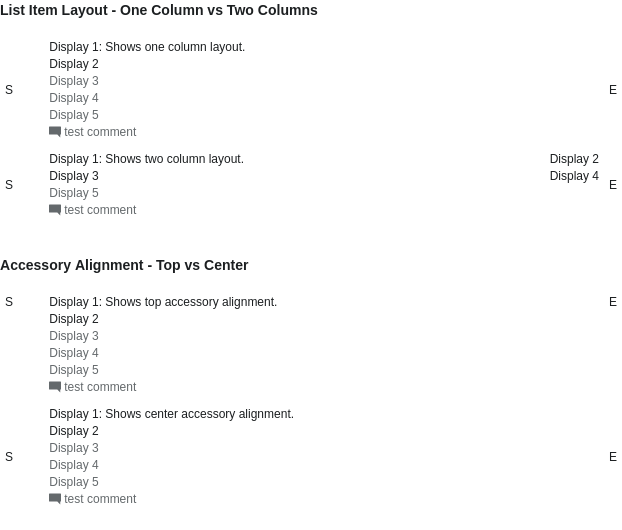 List Item Layout - One Column vs Two Columns
Display 1: Shows one column layout.
Display 2
Display 3
S E
Display 4
Display 5
test comment
Display 1: Shows two column layout. Display 2
Display 3 Display 4
S E
Display 5
test comment
Accessory Alignment - Top vs Center
S Display 1: Shows top accessory alignment. E
Display 2
Display 3
Display 4
Display 5
test comment
Display 1: Shows center accessory alignment.
Display 2
Display 3
S E
Display 4
Display 5
test comment